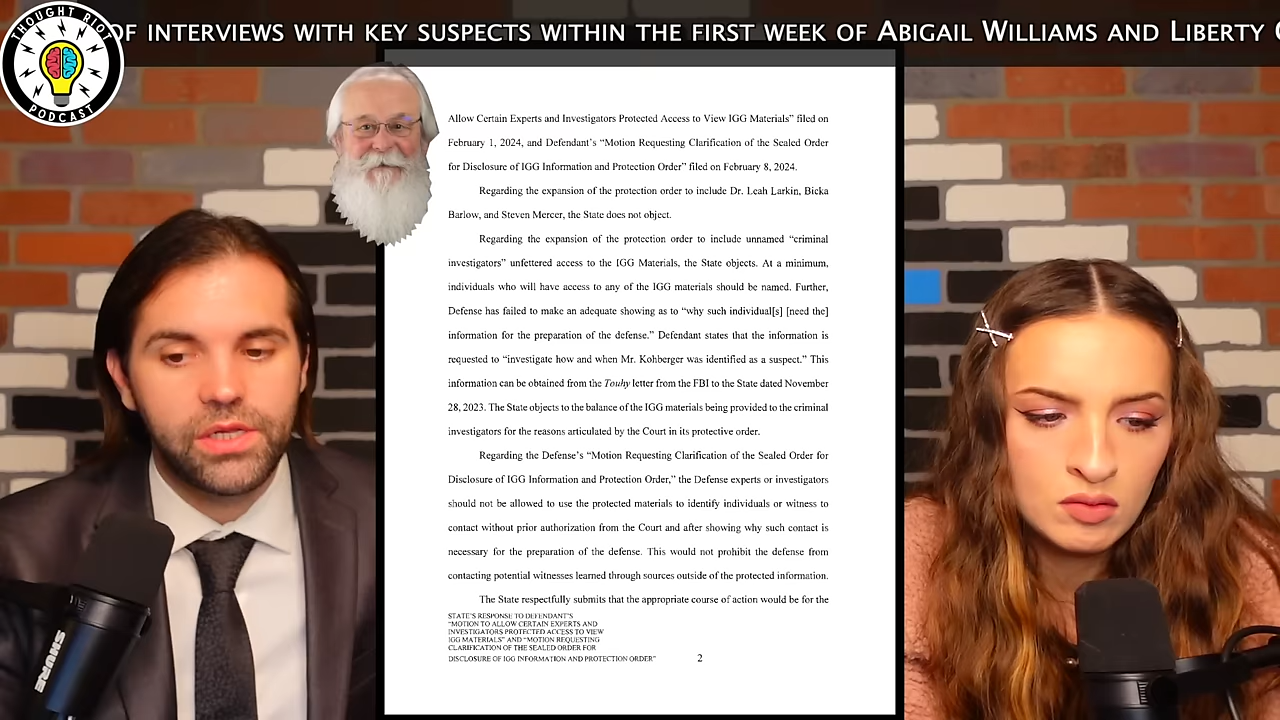 OF INTERVIEWS WITH KEY SUSPECTS WITHIN THE FIRST WEEK OF ABIGAIL WILLIAMS AND LIBERTY
THOUGHT RIOT
PODCAST
Allow Certain Experts and Investigators Protected Access to View IGG Materials” filed on
February 1, 2024, and Defendant’s “Motion Requesting Clarification of the Sealed Order
for Disclosure of IGG Information and Protection Order” filed on February 8, 2024.
Regarding the expansion of the protection order to include Dr. Leah Larkin, Bicka
Barlow, and Steven Mercer, the State does not object.
Regarding the expansion of the protection order to include unnamed “criminal
investigators” unfettered access to the IGG Materials, the State objects. At a minimum,
individuals who will have access to any of the IGG materials should be named. Further,
Defense has failed to make an adequate showing as to “why such individual[s] [need the]
information for the preparation of the defense.” Defendant states that the information is
requested to “investigate how and when Mr. Kohberger was identified as a suspect.” This
information can be obtained from the Touhy letter from the FBI to the State dated November
28, 2023. The State objects to the balance of the IGG materials being provided to the criminal
investigators for the reasons articulated by the Court in its protective order.
Regarding the Defense’s “Motion Requesting Clarification of the Sealed Order for
Disclosure of IGG Information and Protection Order,” the Defense experts or investigators
should not be allowed to use the protected materials to identify individuals or witness to
contact without prior authorization from the Court and after showing why such contact is
necessary for the preparation of the defense. This would not prohibit the defense from
contacting potential witnesses learned through sources outside of the protected information.
The State respectfully submits that the appropriate course of action would be for the
STATE’S RESPONSE TO DEFENDANT’S
“MOTION TO ALLOW CERTAIN EXPERTS AND
INVESTIGATORS PROTECTED ACCESS TO VIEW
IGG MATERIALS” AND “MOTION REQUESTING
CLARIFICATION OF THE SEALED ORDER FOR
DISCLOSURE OF IGG INFORMATION AND PROTECTION ORDER”
2
SHURE